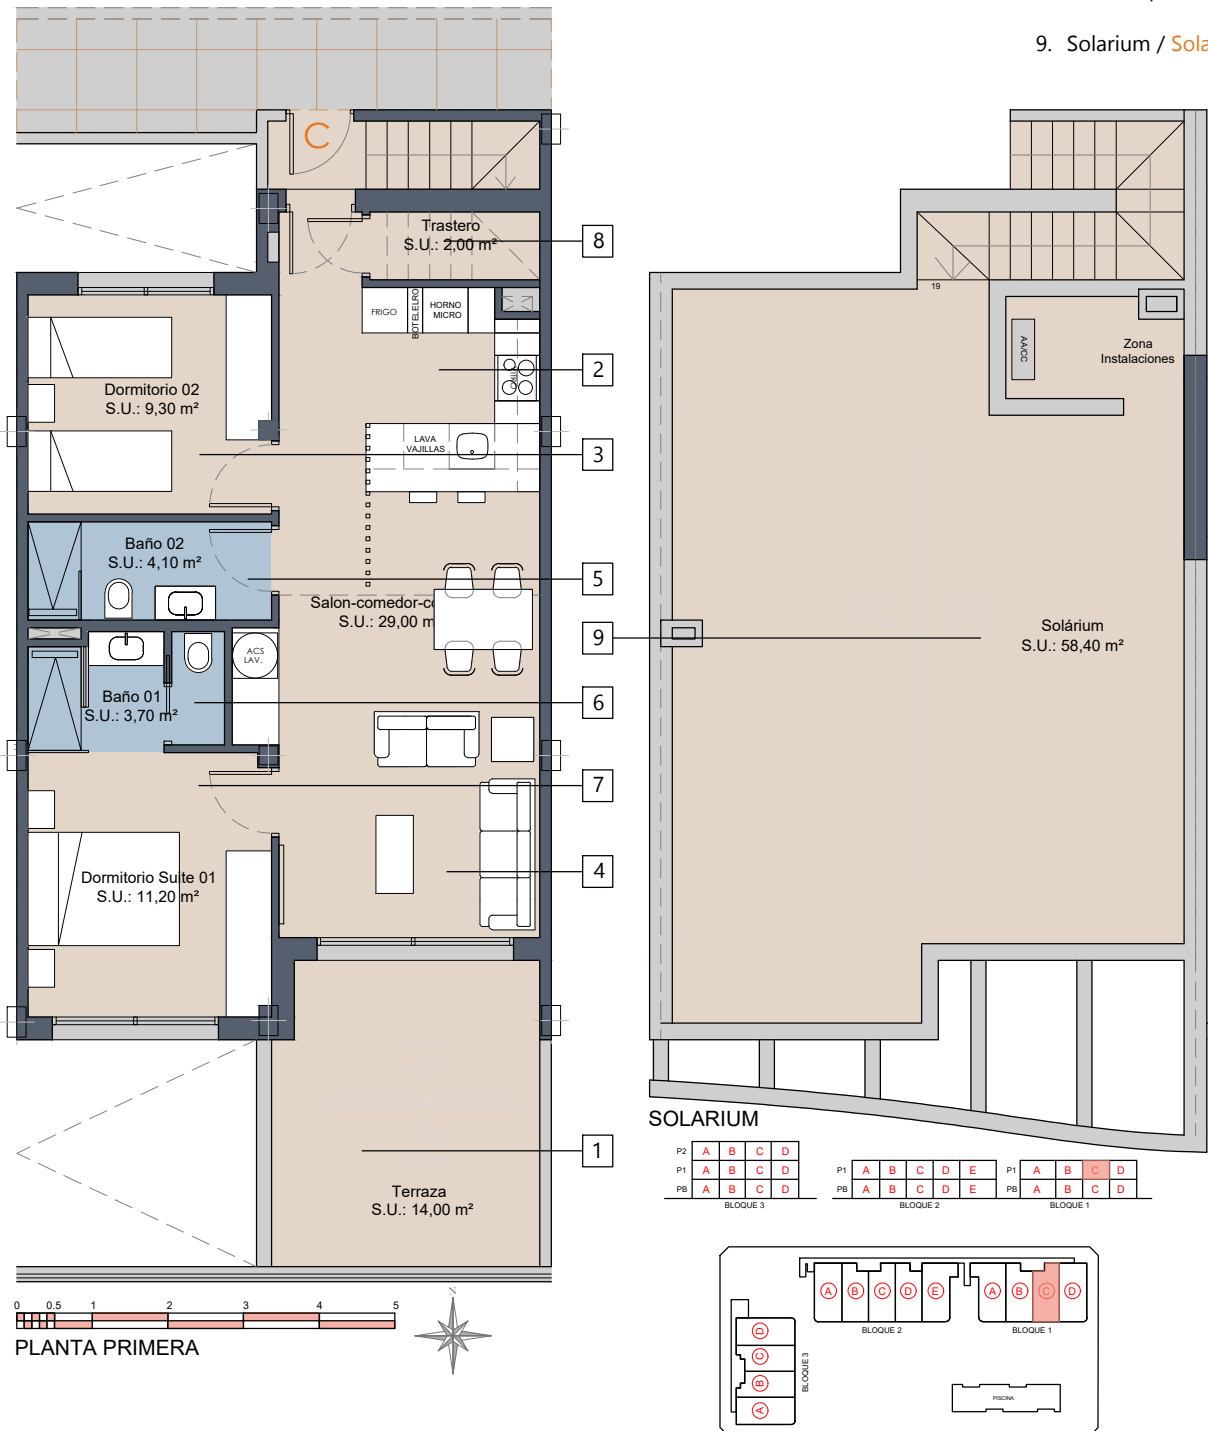 9. Solarium / Sola
C
Trastero
S.U.: 2,00 m²
8
FRIGO
BOTELLERO
HORNO
MICRO
2
VITRO
Dormitorio 02
S.U.: 9,30 m²
LAVA
VAJILLAS
3
Baño 02
S.U.: 4,10 m²
5
Salon-comedor-co
S.U.: 29,00 m
ACS
LAV.
Baño 01
S.U.: 3,70 m²
6
7
Dormitorio Suite 01
S.U.: 11,20 m²
4
1
Terraza
S.U.: 14,00 m²
0 0.5 1 2 3 4 5
N
PLANTA PRIMERA
19
AA/CC
Zona
Instalaciones
9
Solárium
S.U.: 58,40 m²
SOLARIUM
P2 A B C D
P1 A B C D
PB A B C D
BLOQUE 3
P1 A B C D E
PB A B C D E
BLOQUE 2
P1 A B C D
PB A B C D
BLOQUE 1
A B C D E
BLOQUE 2
A B C D
BLOQUE 1
D
C
B
A
BLOQUE 3
PISCINA